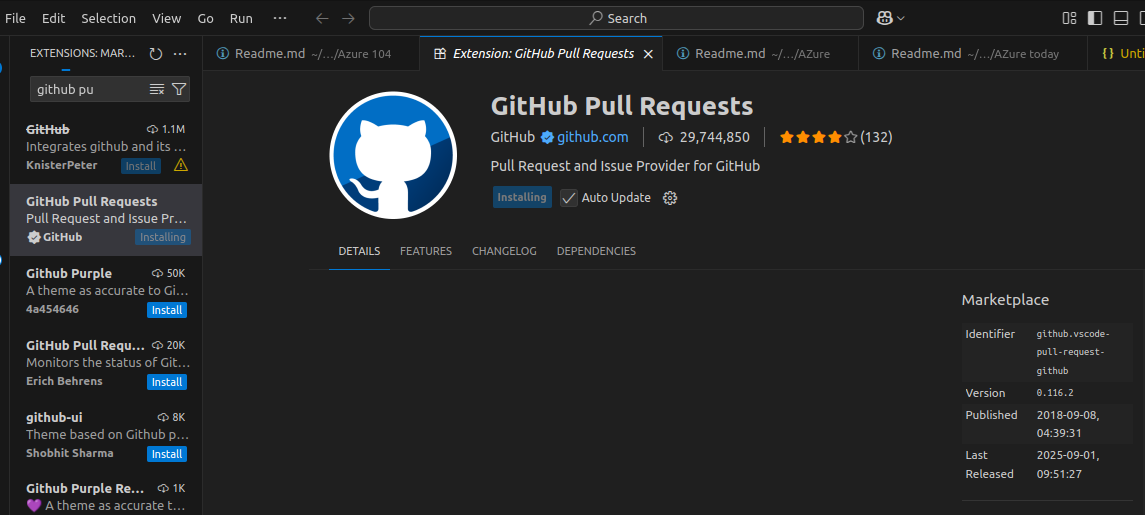 File Edit Selection View Go Run ··· Search
EXTENSIONS: MAR... ···
Readme.md ~/.../Azure 104
Extension: GitHub Pull Requests
Readme.md ~/.../AZure
Readme.md ~/.../AZure today
{} Unti
github pu
GitHub 1.1M
Integrates github and its ...
KnisterPeter Install
GitHub Pull Requests
Pull Request and Issue Pr...
GitHub Installing
Github Purple 50K
A theme as accurate to Gi...
4a454646 Install
GitHub Pull Requ... 20K
Monitors the status of Git...
Erich Behrens Install
github-ui 8K
Theme based on Github p...
Shobhit Sharma Install
Github Purple Re... 1K
💜 A theme as accurate t...
GitHub Pull Requests
GitHub github.com 29,744,850 (132)
Pull Request and Issue Provider for GitHub
Installing Auto Update
DETAILS FEATURES CHANGELOG DEPENDENCIES
Marketplace
Identifier github.vscode-
pull-request-
github
Version 0.116.2
Published 2018-09-08,
04:39:31
Last 2025-09-01,
Released 09:51:27